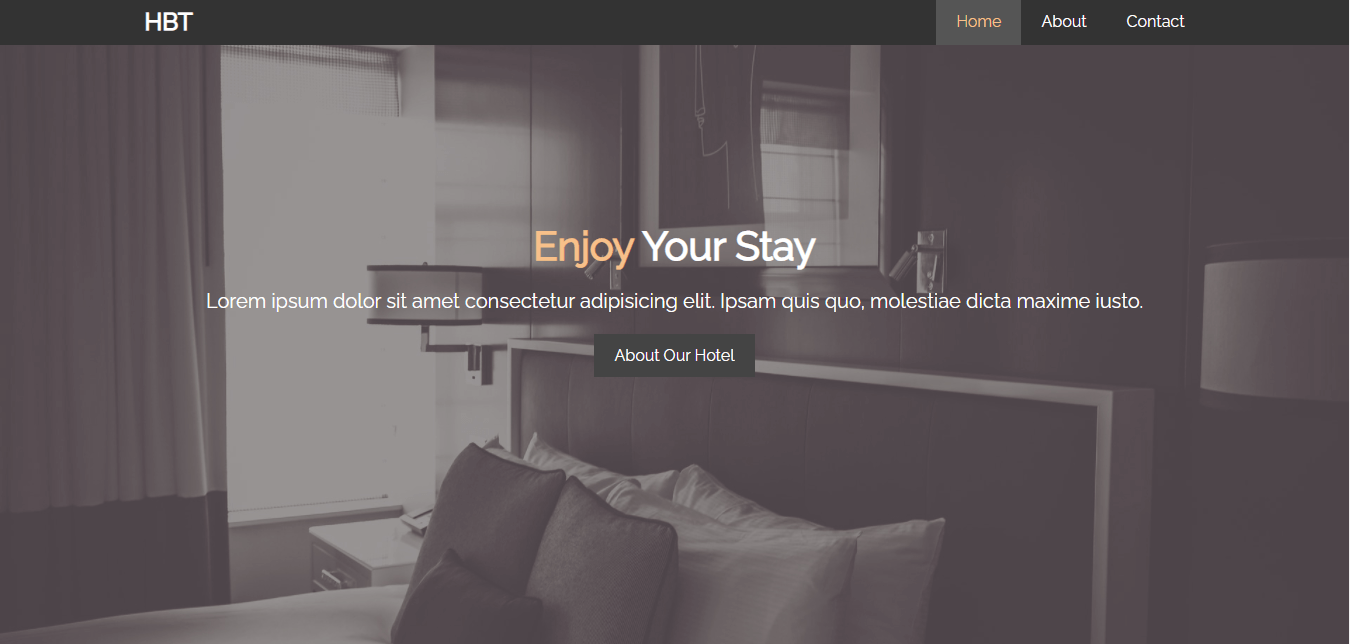 HBT
Home
About
Contact
Enjoy Your Stay
Lorem ipsum dolor sit amet consectetur adipisicing elit. Ipsam quis quo, molestiae dicta maxime iusto.
About Our Hotel